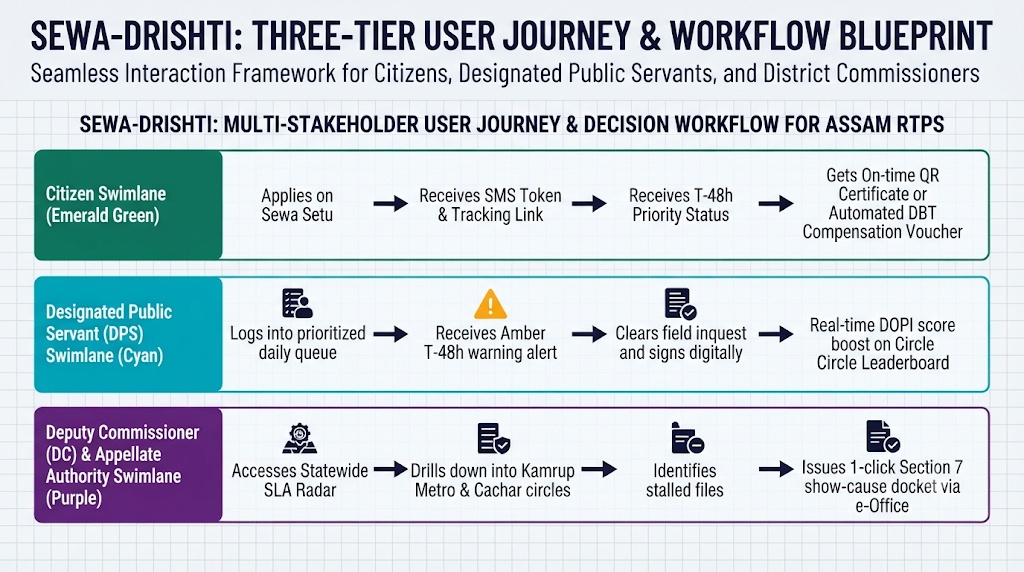 SEWA-DRISHTI: THREE-TIER USER JOURNEY & WORKFLOW BLUEPRINT
Seamless Interaction Framework for Citizens, Designated Public Servants, and District Commissioners
SEWA-DRISHTI: MULTI-STAKEHOLDER USER JOURNEY & DECISION WORKFLOW FOR ASSAM RTPS
Citizen Swimlane
(Emerald Green)
Applies on
Sewa Setu
Receives SMS Token
& Tracking Link
Receives T-48h
Priority Status
Gets On-time QR
Certificate or
Automated DBT
Compensation Voucher
Designated Public
Servant (DPS)
Swimlane (Cyan)
Logs into prioritized
daily queue
Receives Amber
T-48h warning alert
Clears field inquest
and signs digitally
Real-time DOPI score
boost on Circle
Circle Leaderboard
Deputy Commissioner
(DC) & Appellate
Authority Swimlane
(Purple)
Accesses Statewide
SLA Radar
Drills down into Kamrup
Metro & Cachar circles
Identifies
stalled files
Issues 1-click Section 7
show-cause docket via
e-Office